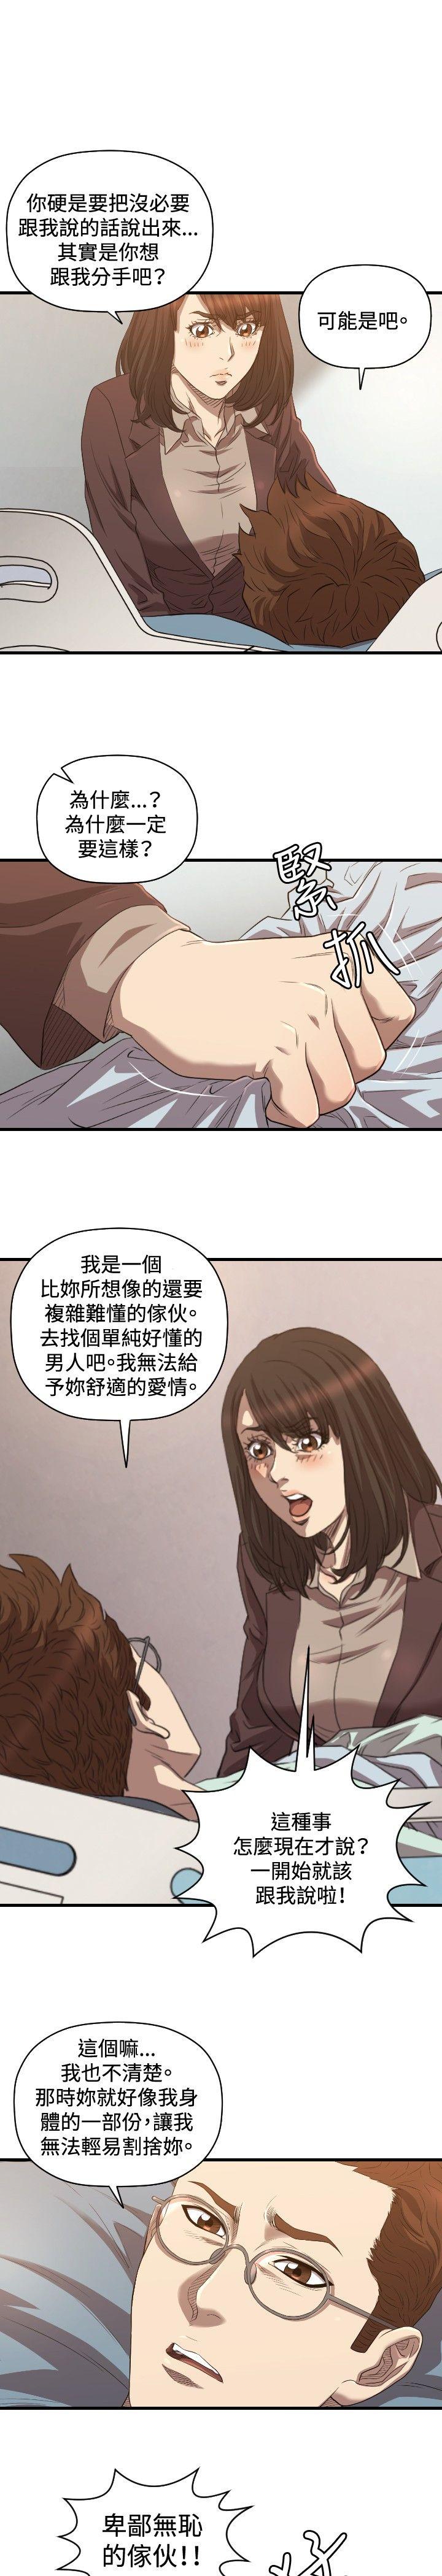 你硬是要把沒必要
跟我說的話說出來...
其實是你想
跟我分手吧？
可能是吧。
為什麼...？
為什麼一定
要這樣？
緊
抓
我是一個
比妳所想像的還要
複雜難懂的傢伙。
去找個單純好懂的
男人吧。我無法給
予妳舒適的愛情。
這種事
怎麼現在才說？
一開始就該
跟我說啦！
這個嘛...
我也不清楚。
那時妳就好像我身
體的一部份，讓我
無法輕易割捨妳。
卑鄙無恥
的傢伙！！